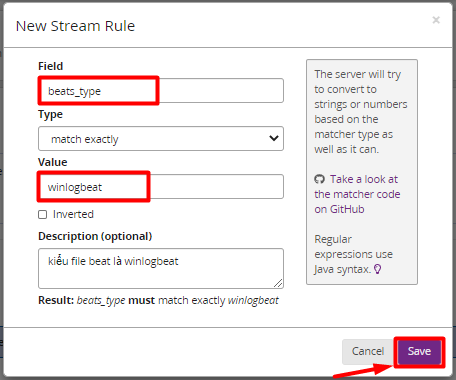 New Stream Rule
×
Field
beats_type
Type
match exactly
Value
winlogbeat
Inverted
Description (optional)
kiểu file beat là winlogbeat
Result: beats_type must match exactly winlogbeat
The server will try
to convert to
strings or numbers
based on the
matcher type as
well as it can.
Take a look at
the matcher code
on GitHub
Regular
expressions use
Java syntax.
Cancel
Save